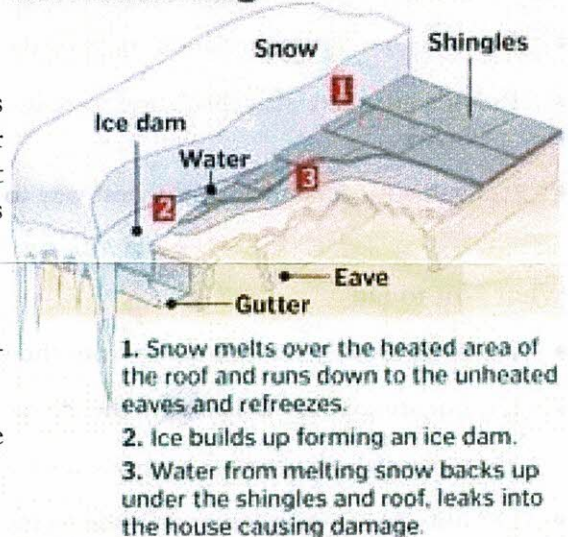 Snow
Shingles
1
Ice dam
Water
3
2
Eave
Gutter
1. Snow melts over the heated area of
the roof and runs down to the unheated
eaves and refreezes.
2. Ice builds up forming an ice dam.
3. Water from melting snow backs up
under the shingles and roof, leaks into
the house causing damage.